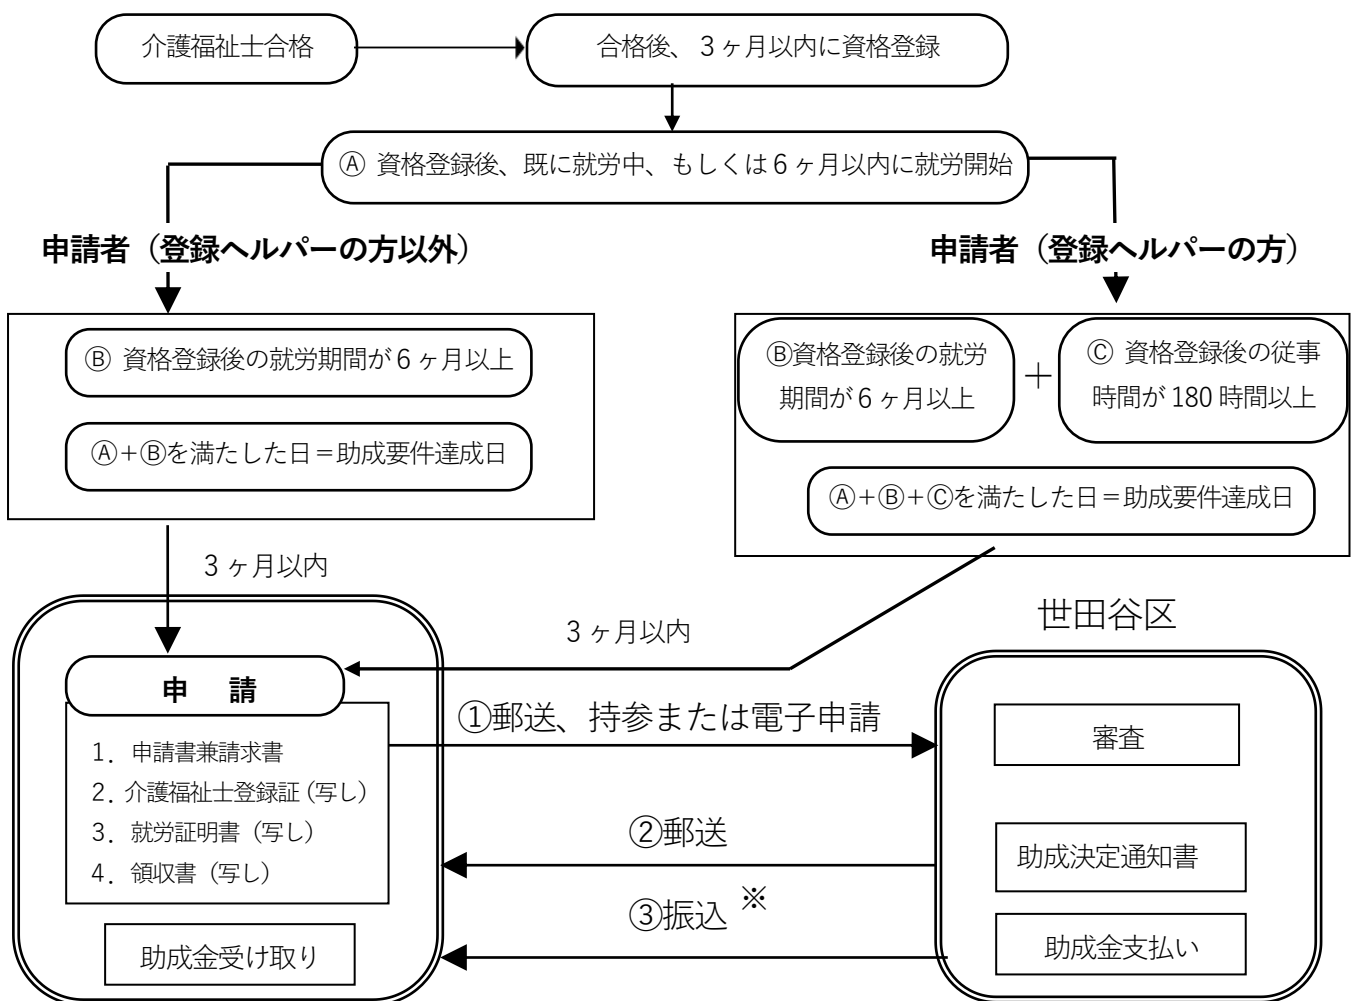 介護福祉士合格
合格後、3ヶ月以内に資格登録
Ⓐ 資格登録後、既に就労中、もしくは6ヶ月以内に就労開始
申請者（登録ヘルパーの方以外）
申請者（登録ヘルパーの方）
Ⓑ 資格登録後の就労期間が6ヶ月以上
Ⓐ＋Ⓑを満たした日＝助成要件達成日
Ⓑ資格登録後の就労
期間が6ヶ月以上
＋
Ⓒ 資格登録後の従事
時間が 180 時間以上
Ⓐ＋Ⓑ＋Ⓒを満たした日＝助成要件達成日
3ヶ月以内
3ヶ月以内
世田谷区
申　請
1．申請書兼請求書
2．介護福祉士登録証（写し）
3．就労証明書（写し）
4．領収書（写し）
助成金受け取り
①郵送、持参または電子申請
②郵送
③振込※
審査
助成決定通知書
助成金支払い